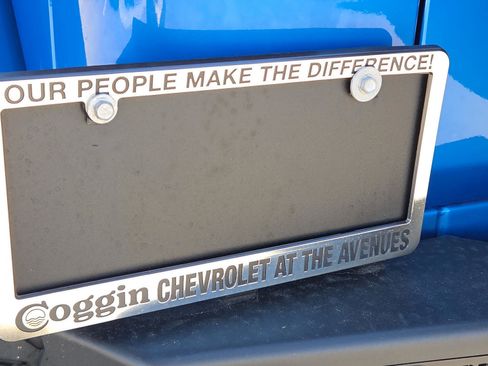 OUR PEOPLE MAKE THE DIFFERENCE!
Coggin CHEVROLET AT THE AVENUES